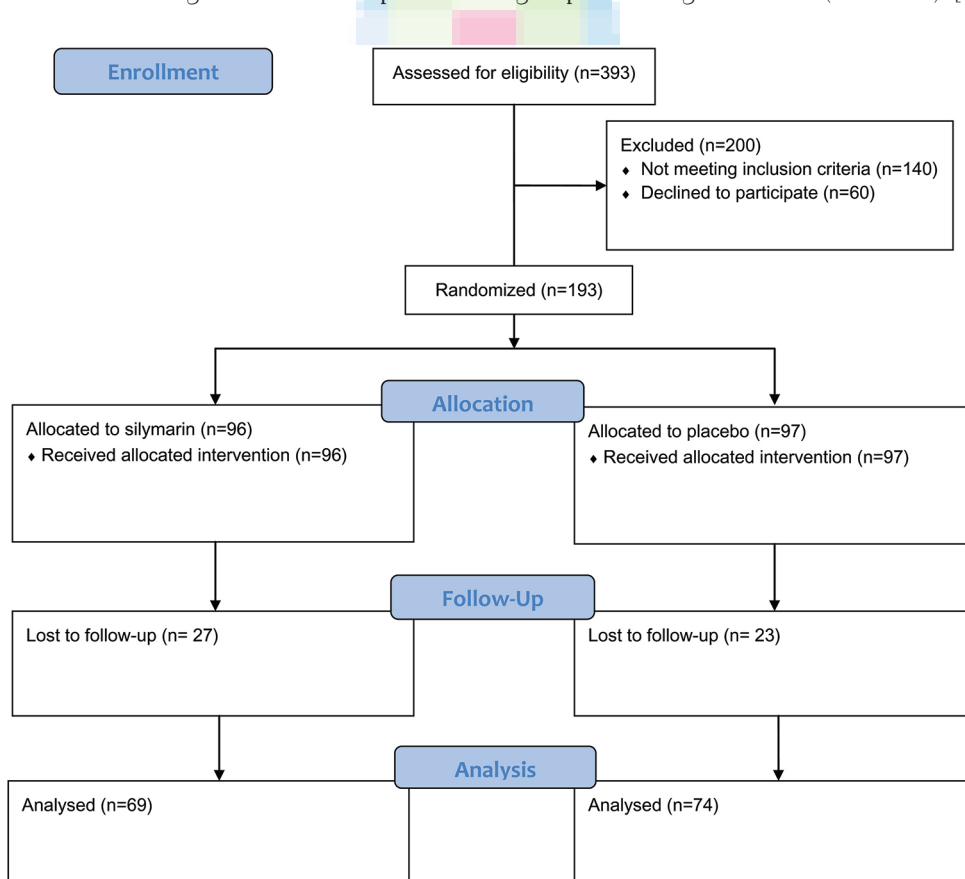 Enrollment
Assessed for eligibility (n=393)
Excluded (n=200)
♦ Not meeting inclusion criteria (n=140)
♦ Declined to participate (n=60)
Randomized (n=193)
Allocation
Allocated to silymarin (n=96)
♦ Received allocated intervention (n=96)
Allocated to placebo (n=97)
♦ Received allocated intervention (n=97)
Follow-Up
Lost to follow-up (n= 27)
Lost to follow-up (n= 23)
Analysis
Analysed (n=69)
Analysed (n=74)